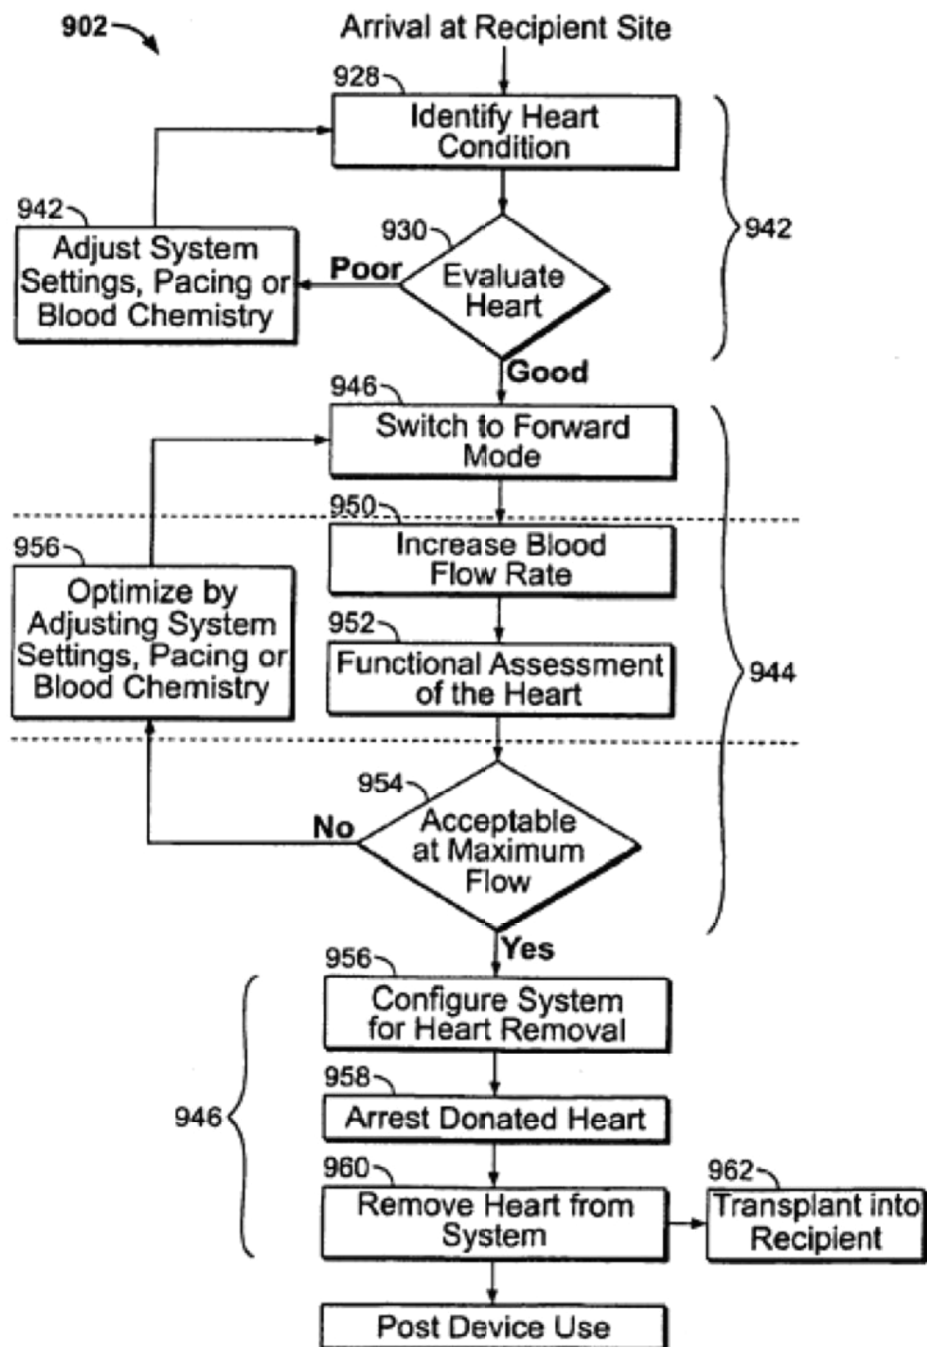 902
Arrival at Recipient Site
928
Identify Heart
Condition
942
Adjust System
Settings, Pacing or
Blood Chemistry
930
Poor
Evaluate
Heart
942
Good
946
Switch to Forward
Mode
950
Increase Blood
Flow Rate
956
Optimize by
Adjusting System
Settings, Pacing or
Blood Chemistry
952
Functional Assessment
of the Heart
944
954
No
Acceptable
at Maximum
Flow
Yes
956
Configure System
for Heart Removal
958
Arrest Donated Heart
946
960
Remove Heart from
System
962
Transplant into
Recipient
Post Device Use